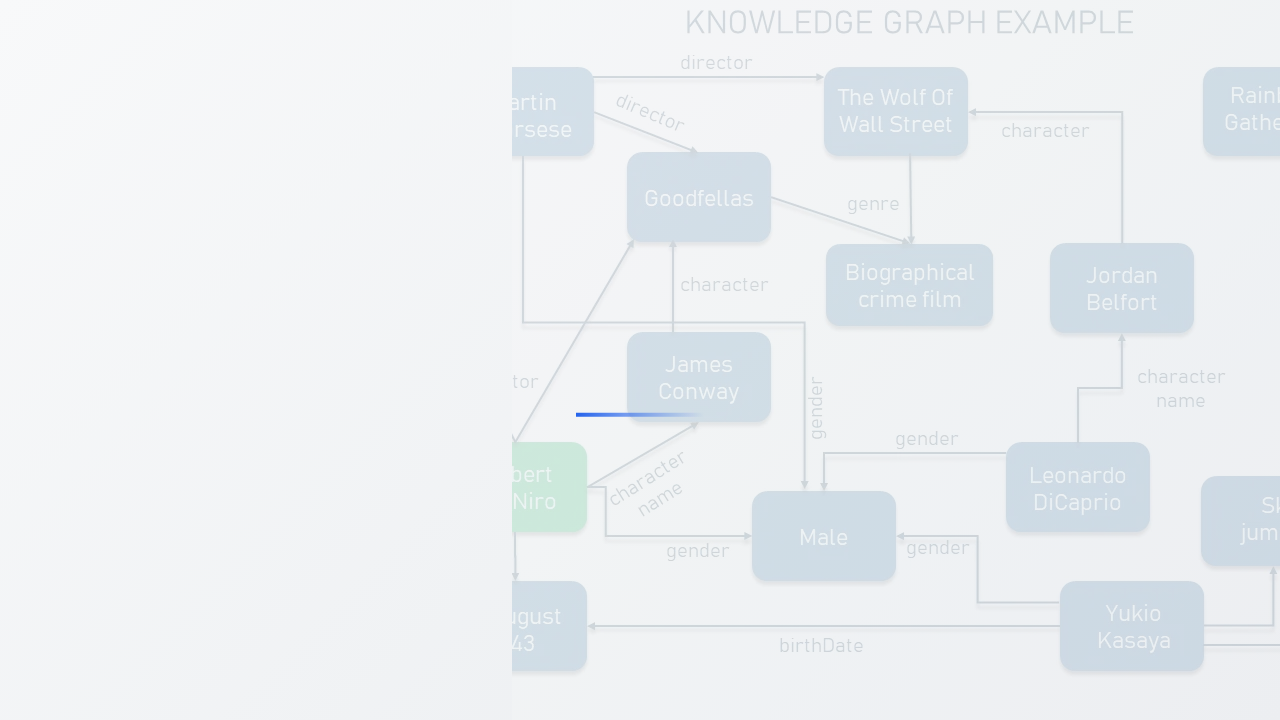 KNOWLEDGE GRAPH EXAMPLE
director
director
The Wolf Of
Wall Street
character
Goodfellas
genre
Biographical
crime film
Jordan
Belfort
character
James
Conway
gender
character
name
gender
Leonardo
DiCaprio
character
name
Male
gender
gender
Yukio
Kasaya
43
birthDate